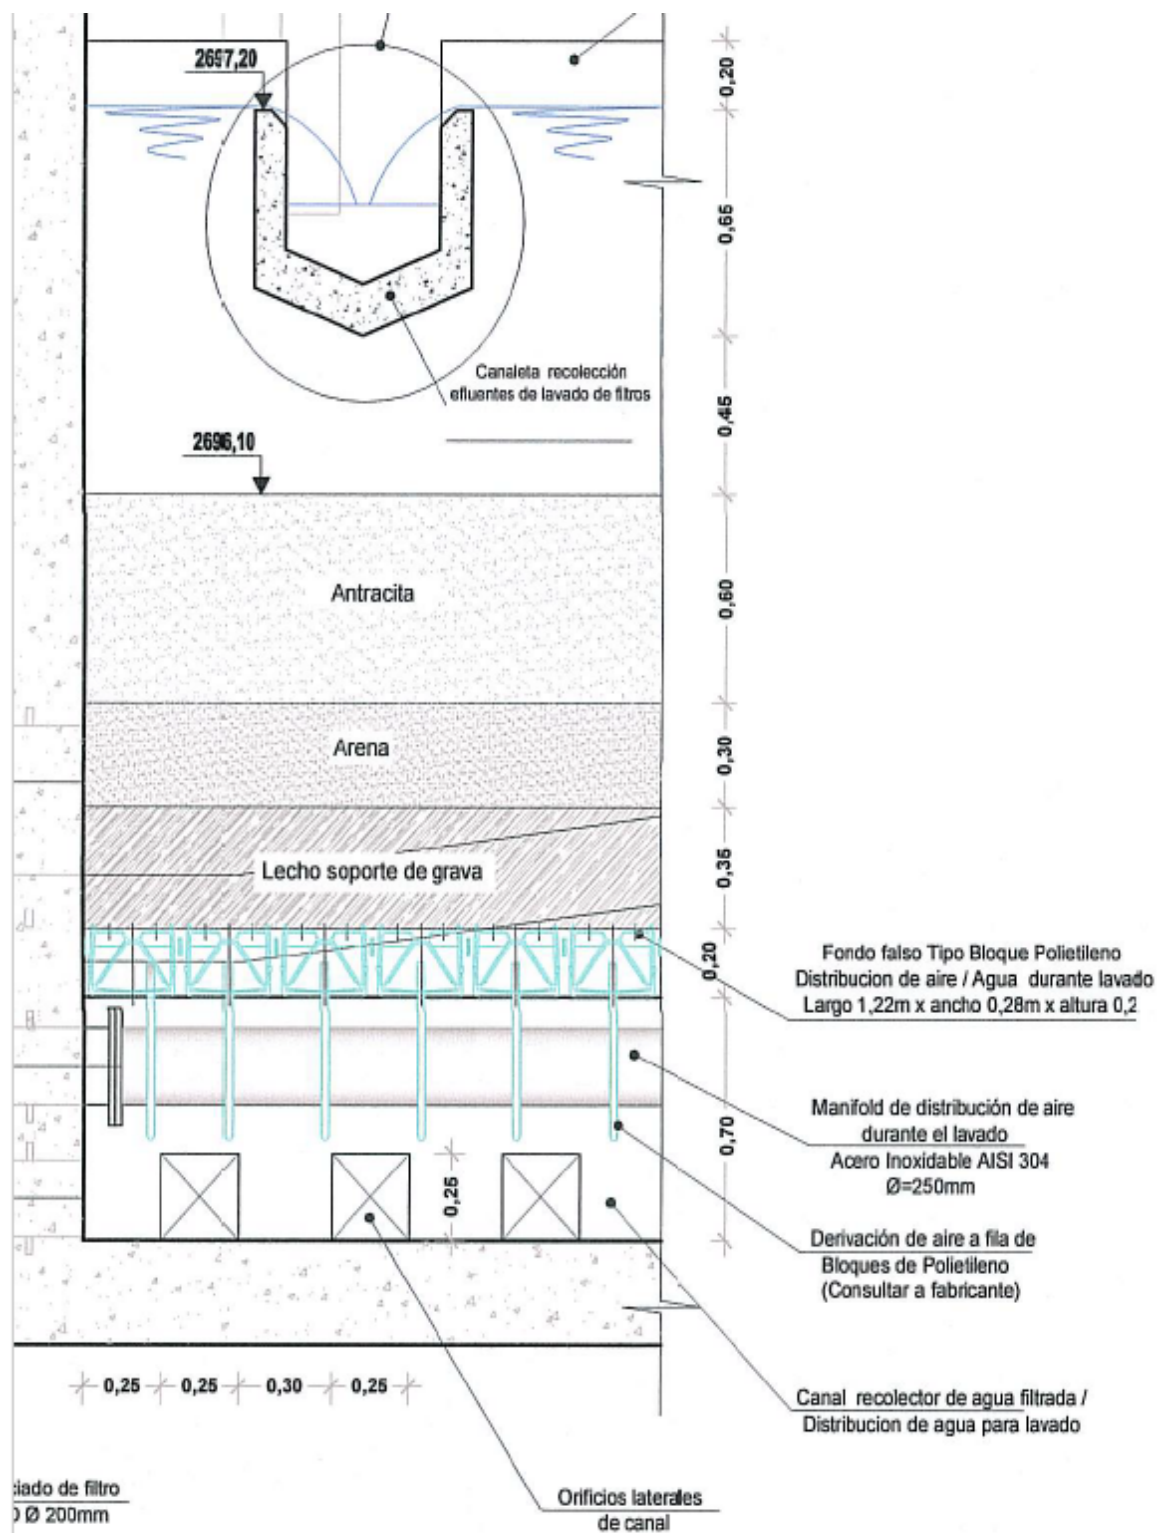 2697,20
0,20
0,65
Canaleta recolección
efluentes de lavado de filtros
0,45
2696,10
Antracita
0,60
Arena
0,30
Lecho soporte de grava
0,35
0,20
Fondo falso Tipo Bloque Polietileno
Distribucion de aire / Agua durante lavado
Largo 1,22m x ancho 0,28m x altura 0,2
Manifold de distribución de aire
durante el lavado
Acero Inoxidable AISI 304
Ø=250mm
0,70
0,25
Derivación de aire a fila de
Bloques de Polietileno
(Consultar a fabricante)
0,25
0,25
0,30
0,25
Canal recolector de agua filtrada /
Distribucion de agua para lavado
ciado de filtro
Ø 200mm
Orificios laterales
de canal